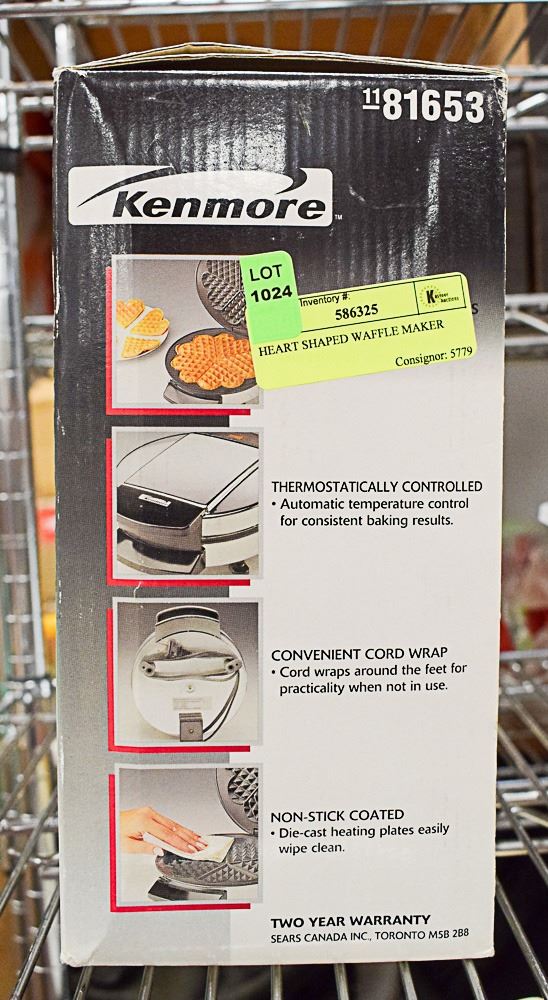 11 81653
Kenmore™
LOT
1024
Inventory #:
586325
HEART SHAPED WAFFLE MAKER
Consignor: 5779
S
THERMOSTATICALLY CONTROLLED
• Automatic temperature control
for consistent baking results.
CONVENIENT CORD WRAP
• Cord wraps around the feet for
practicality when not in use.
NON-STICK COATED
• Die-cast heating plates easily
wipe clean.
TWO YEAR WARRANTY
SEARS CANADA INC., TORONTO M5B 2B8